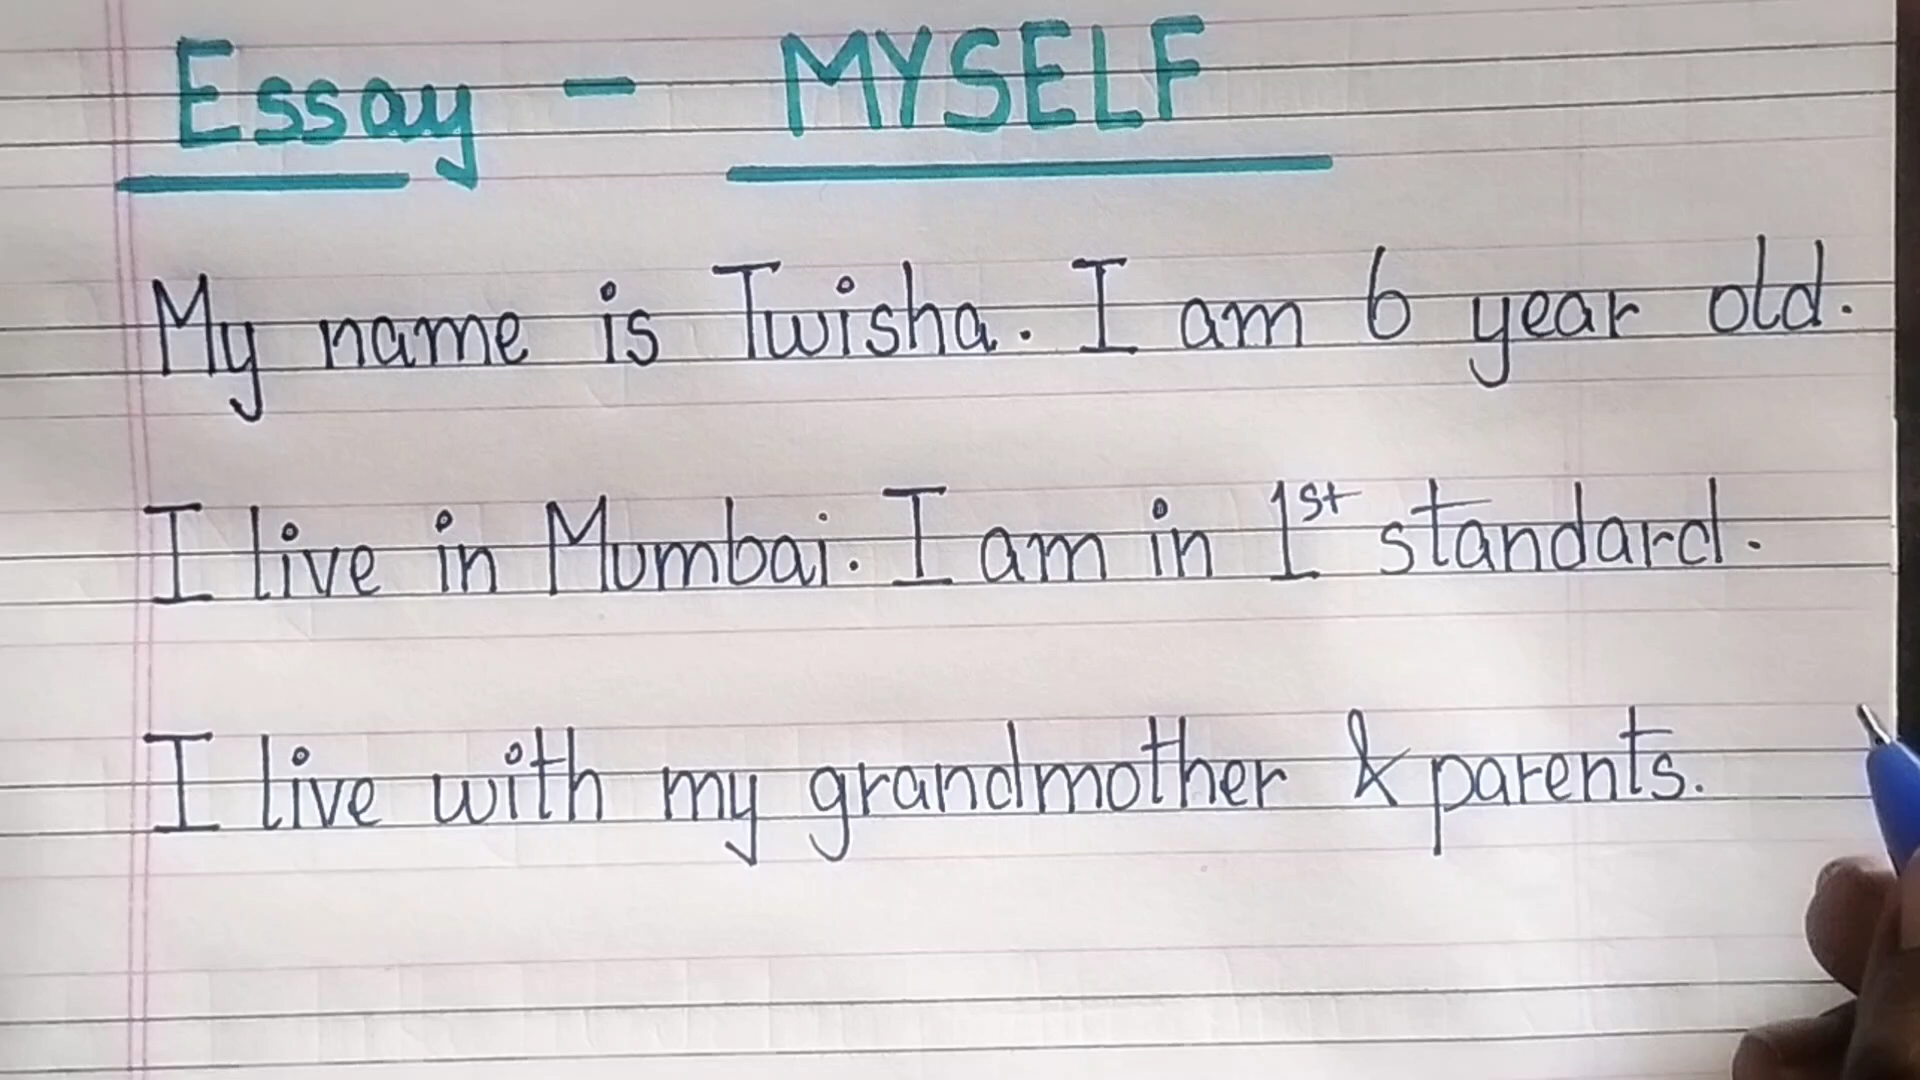 Essay - MYSELF
My name is Twisha. I am 6 year old.
I live in Mumbai. I am in 1st standard.
I live with my grandmother & parents.